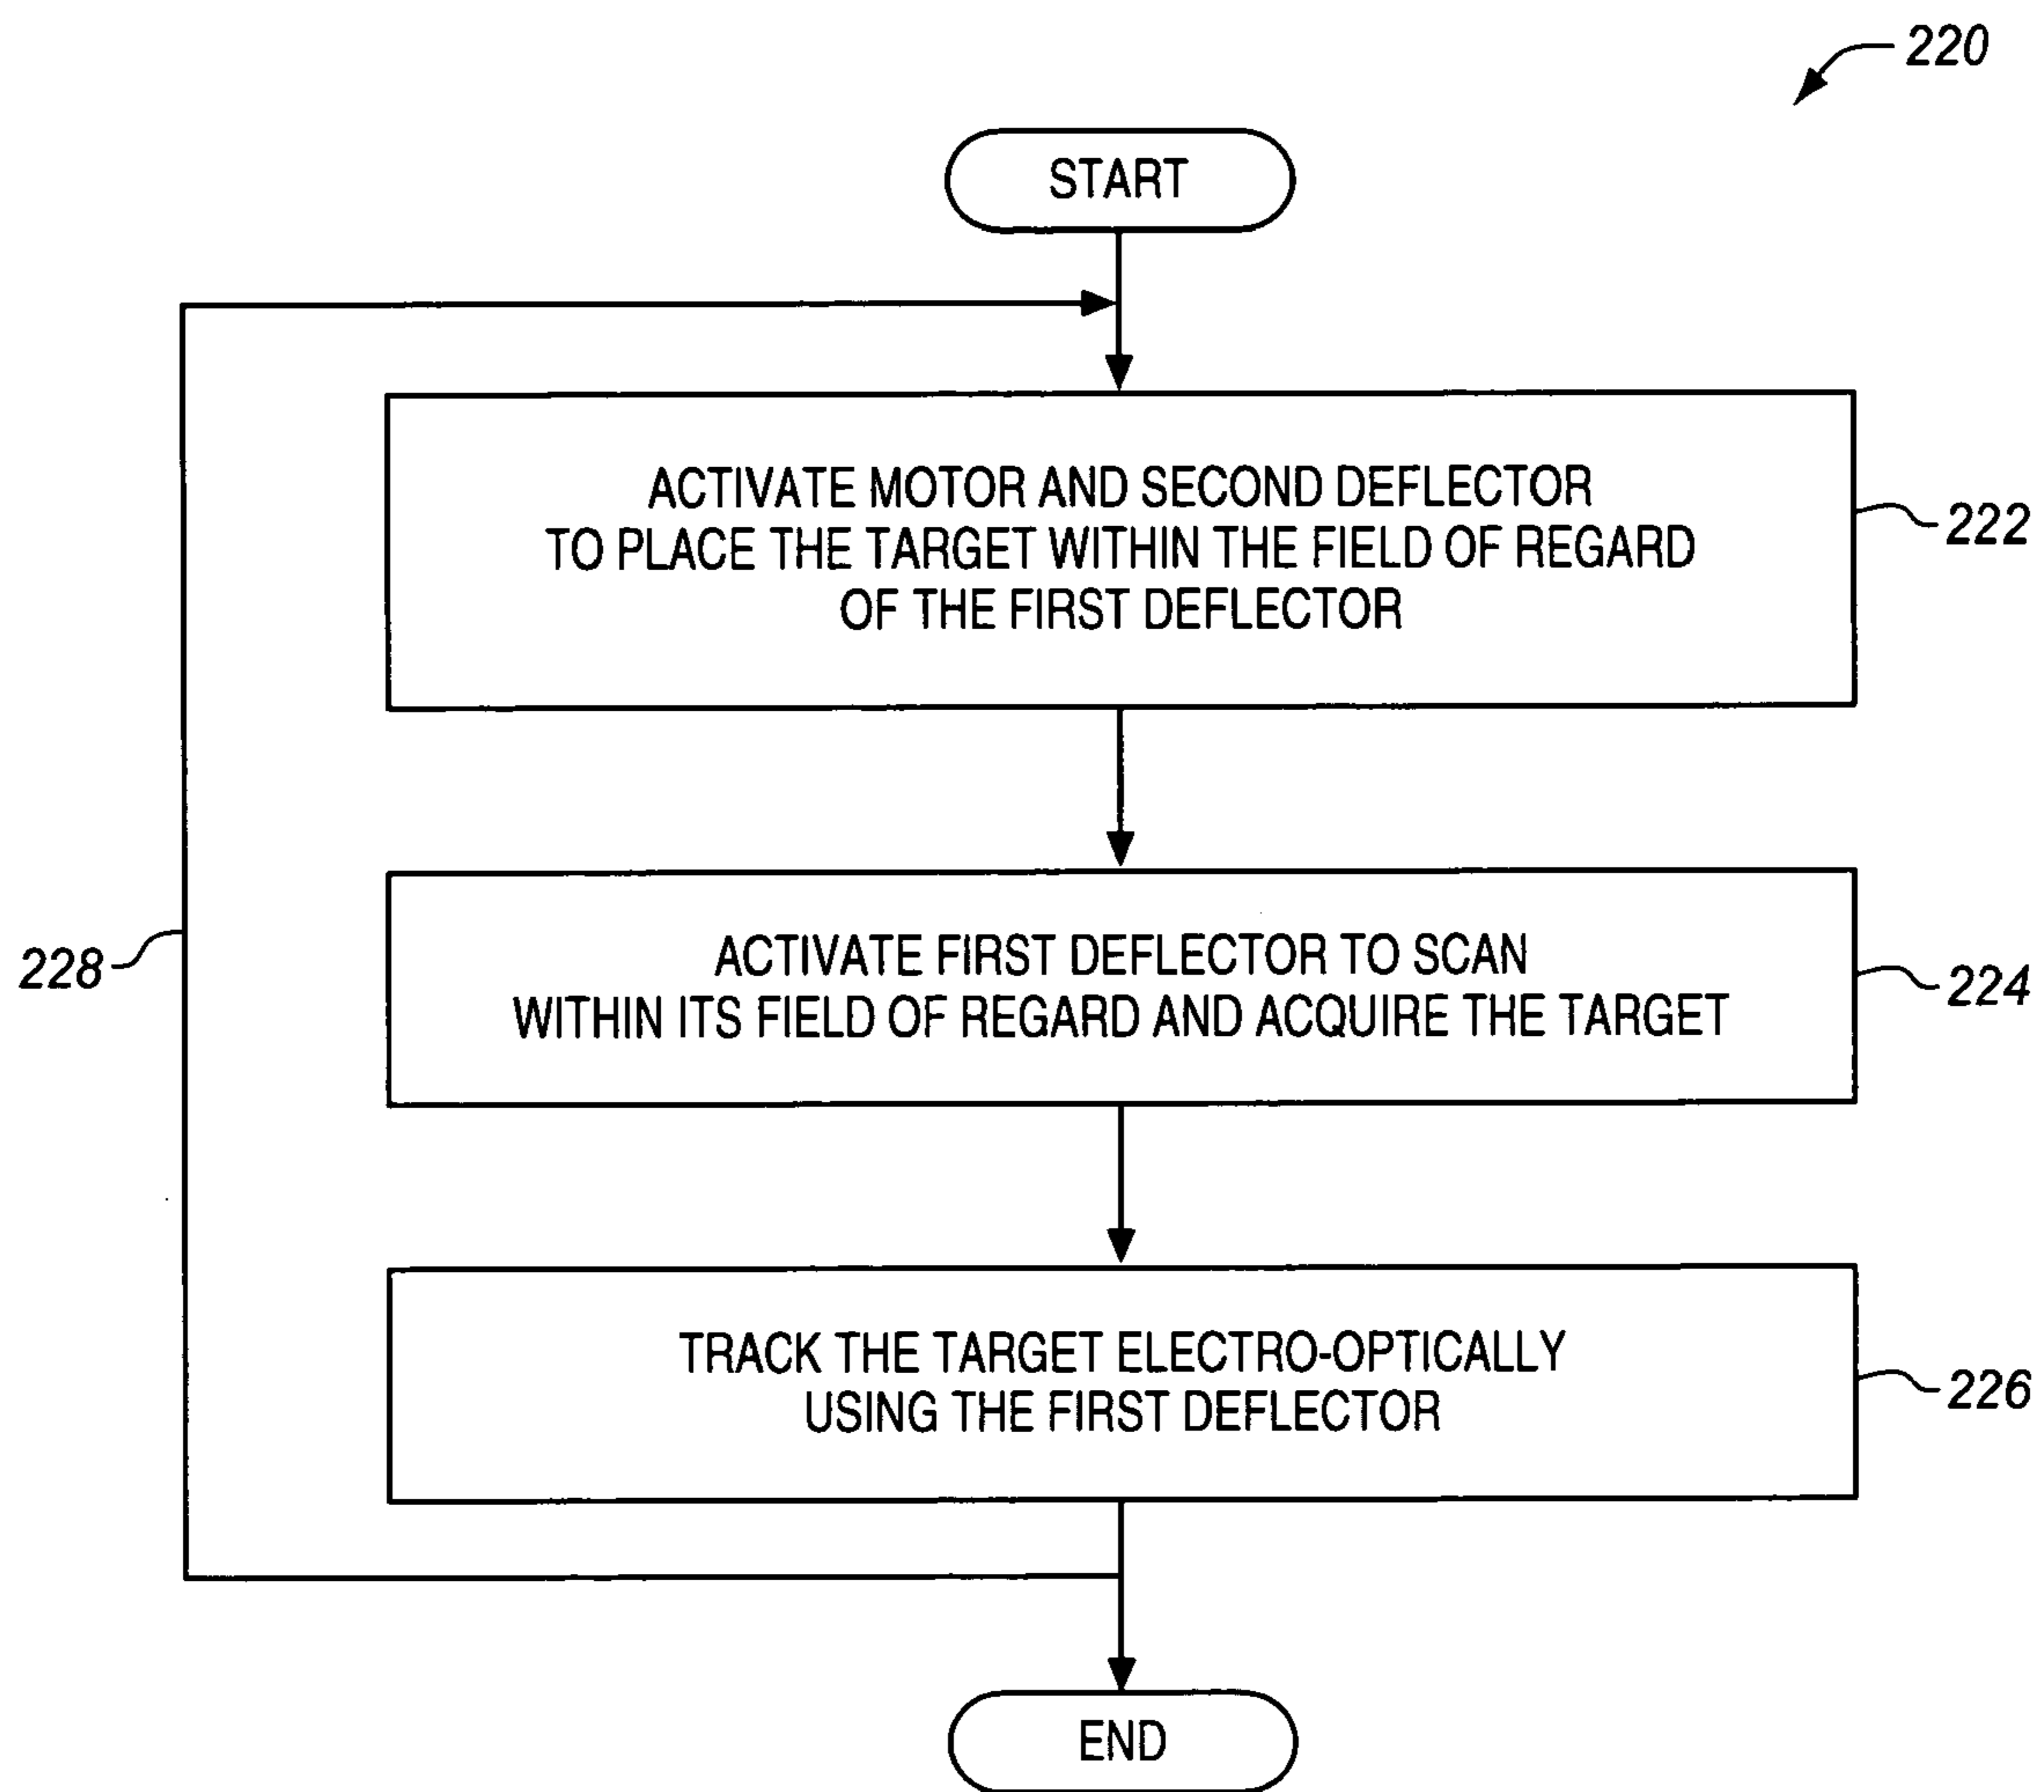 220
START
ACTIVATE MOTOR AND SECOND DEFLECTOR
TO PLACE THE TARGET WITHIN THE FIELD OF REGARD
OF THE FIRST DEFLECTOR
222
ACTIVATE FIRST DEFLECTOR TO SCAN
WITHIN ITS FIELD OF REGARD AND ACQUIRE THE TARGET
224
228
TRACK THE TARGET ELECTRO-OPTICALLY
USING THE FIRST DEFLECTOR
226
END